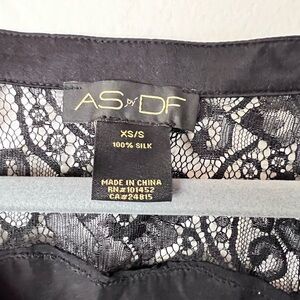 AS by DF
XS/S
100% SILK
MADE IN CHINA
RN#101452
CA#24815